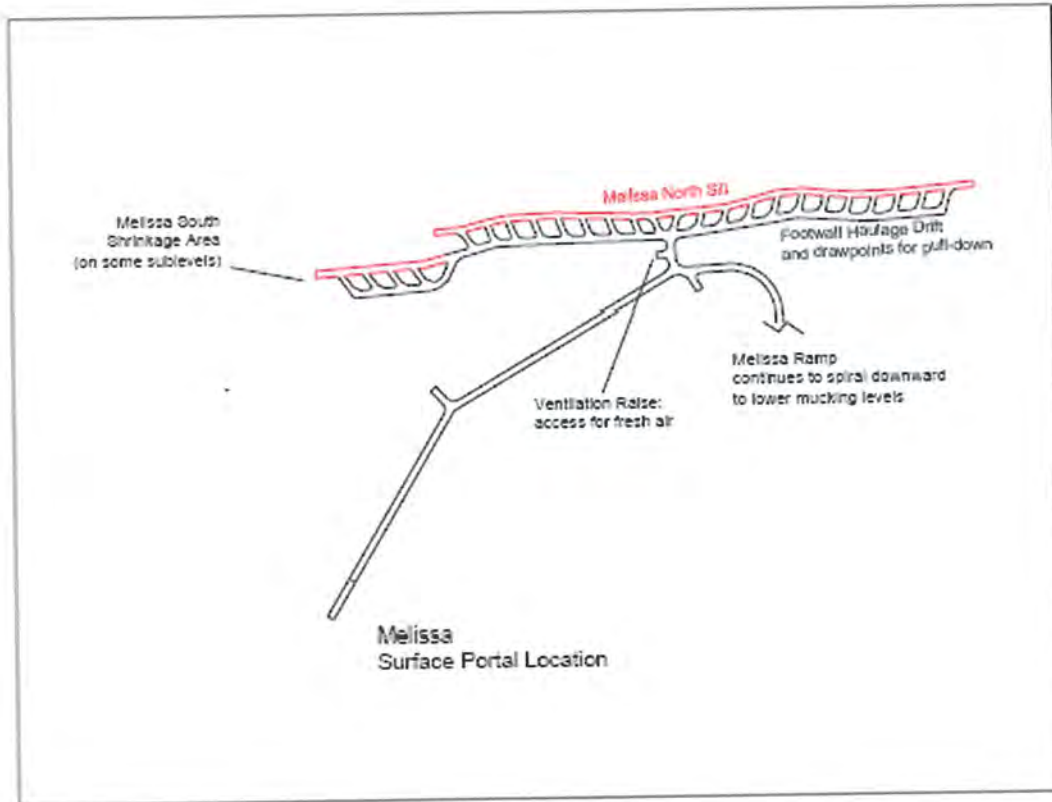 Melissa North Sill
Melissa South
Shrinkage Area
(on some sublevels)
Footwall Haulage Drift
and drawpoints for pull-down
Melissa Ramp
continues to spiral downward
to lower mucking levels
Ventilation Raise:
access for fresh air
Melissa
Surface Portal Location